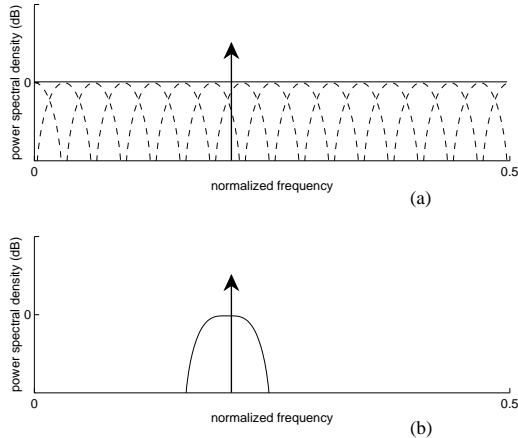 power spectral density (dB)
0
0
0.5
normalized frequency
(a)
power spectral density (dB)
0
0
0.5
normalized frequency
(b)